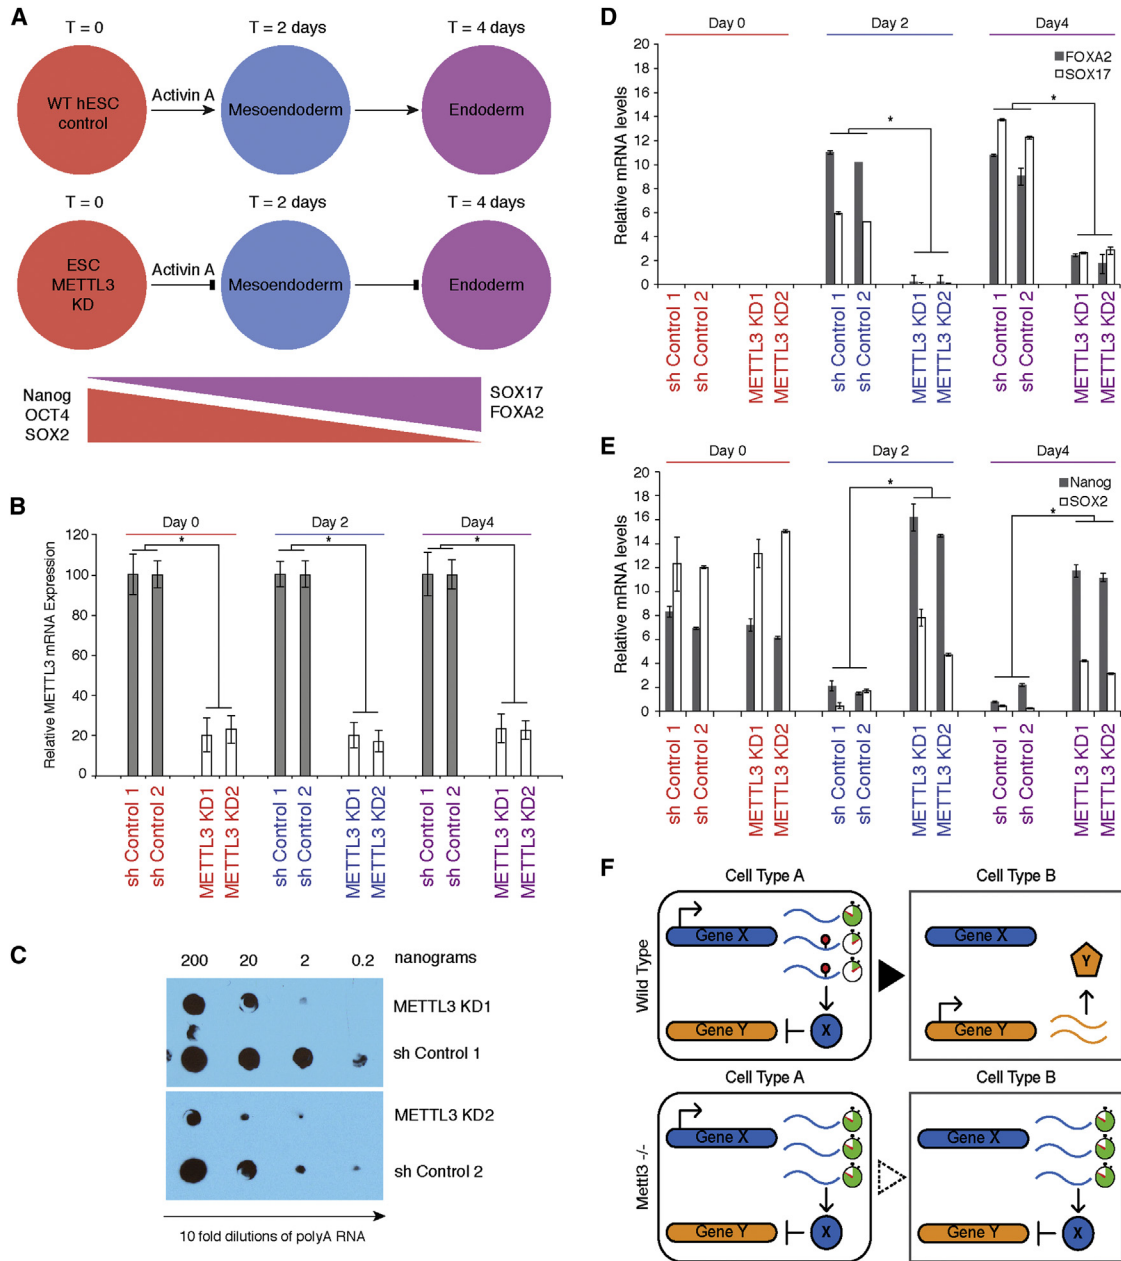 A
T = 0
T = 2 days
T = 4 days
WT hESC
control
Activin A
Mesoendoderm
Endoderm
T = 0
T = 2 days
T = 4 days
ESC
METTL3
KD
Activin A
Mesoendoderm
Endoderm
Nanog
OCT4
SOX2
SOX17
FOXA2
B
Day 0
Day 2
Day4
Relative METTL3 mRNA Expression
120
100
80
60
40
20
0
*
*
*
sh Control 1
sh Control 2
METTL3 KD1
METTL3 KD2
sh Control 1
sh Control 2
METTL3 KD1
METTL3 KD2
sh Control 1
sh Control 2
METTL3 KD1
METTL3 KD2
C
200 20 2 0.2 nanograms
METTL3 KD1
sh Control 1
METTL3 KD2
sh Control 2
10 fold dilutions of polyA RNA
D
Day 0
Day 2
Day4
FOXA2
SOX17
Relative mRNA levels
20
18
16
14
12
10
8
6
4
2
0
*
*
sh Control 1
sh Control 2
METTL3 KD1
METTL3 KD2
sh Control 1
sh Control 2
METTL3 KD1
METTL3 KD2
sh Control 1
sh Control 2
METTL3 KD1
METTL3 KD2
E
Day 0
Day 2
Day4
Nanog
SOX2
Relative mRNA levels
20
18
16
14
12
10
8
6
4
2
0
*
*
sh Control 1
sh Control 2
METTL3 KD1
METTL3 KD2
sh Control 1
sh Control 2
METTL3 KD1
METTL3 KD2
sh Control 1
sh Control 2
METTL3 KD1
METTL3 KD2
F
Cell Type A
Cell Type B
Wild Type
Gene X
Gene Y
X
Gene X
Gene Y
Y
Cell Type A
Cell Type B
Mettl3 -/-
Gene X
Gene Y
X
Gene X
Gene Y
X